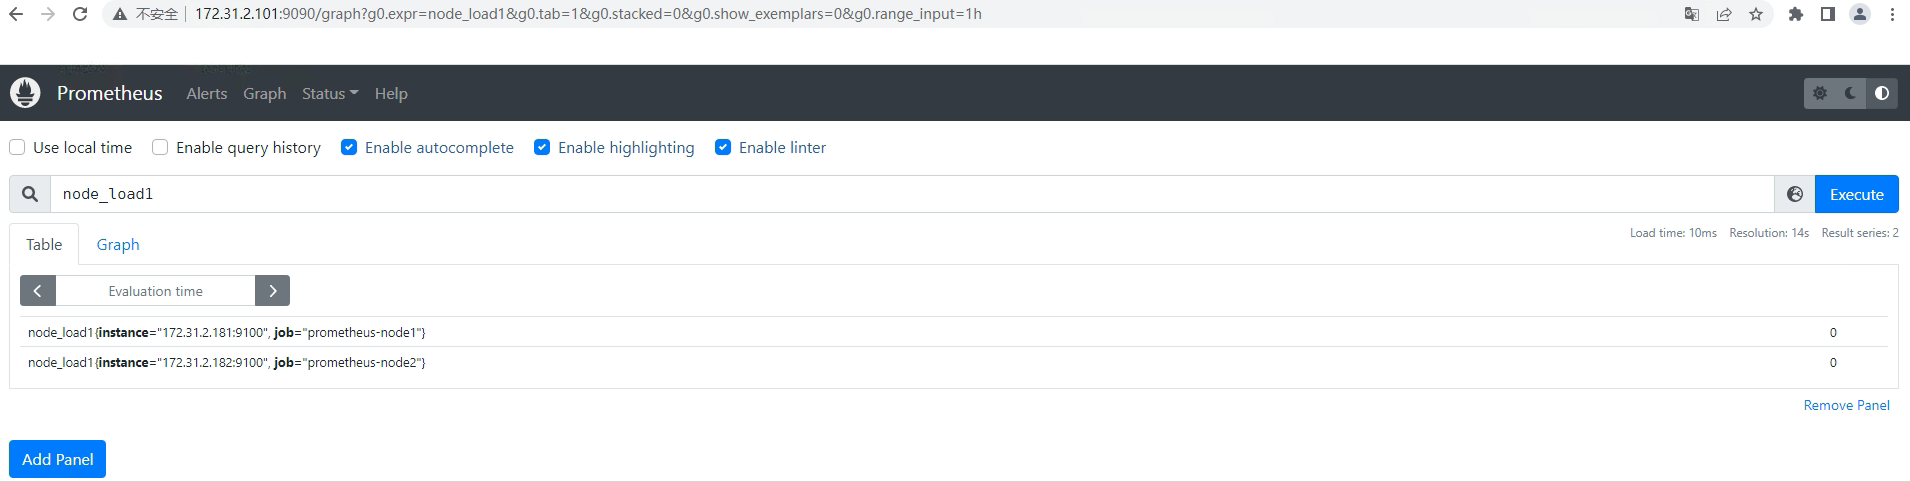 不安全 172.31.2.101:9090/graph?g0.expr=node_load1&g0.tab=1&g0.stacked=0&g0.show_exemplars=0&g0.range_input=1h
Prometheus Alerts Graph Status Help
Use local time Enable query history Enable autocomplete Enable highlighting Enable linter
node_load1 Execute
Table Graph Load time: 10ms Resolution: 14s Result series: 2
Evaluation time
node_load1{instance="172.31.2.181:9100", job="prometheus-node1"} 0
node_load1{instance="172.31.2.182:9100", job="prometheus-node2"} 0
Remove Panel
Add Panel